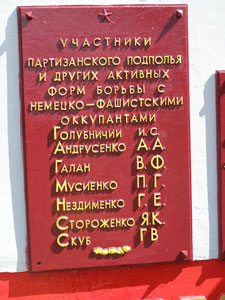 УЧАСТНИКИ
ПАРТИЗАНСКОГО ПОДПОЛЬЯ
И ДРУГИХ АКТИВНЫХ
ФОРМ БОРЬБЫ С
НЕМЕЦКО-ФАШИСТСКИМИ
ОККУПАНТАМИ
ГОЛУБНИЧИЙ И.С.
АНДРУСЕНКО А.А.
ГАЛАН В.Ф.
МУСИЕНКО П.Г.
НЕЗДИМЕНКО Г.Е.
СТОРОЖЕНКО Я.К.
СКУБ Г В